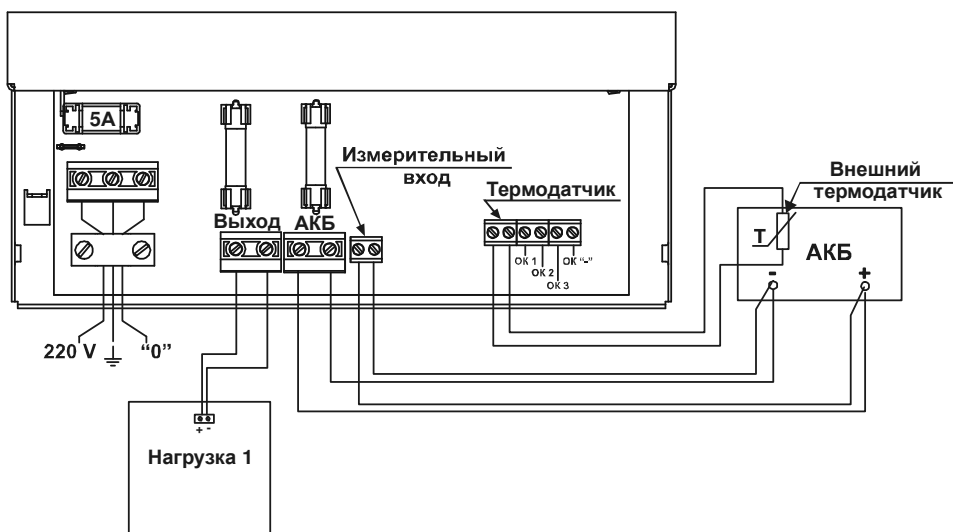 5А
Измерительный
вход
Внешний
термодатчик
Термодатчик
Выход
АКБ
ОК 1
ОК 2
ОК 3
ОК “-”
Т
АКБ
-
+
220 V
“0”
+ -
Нагрузка 1